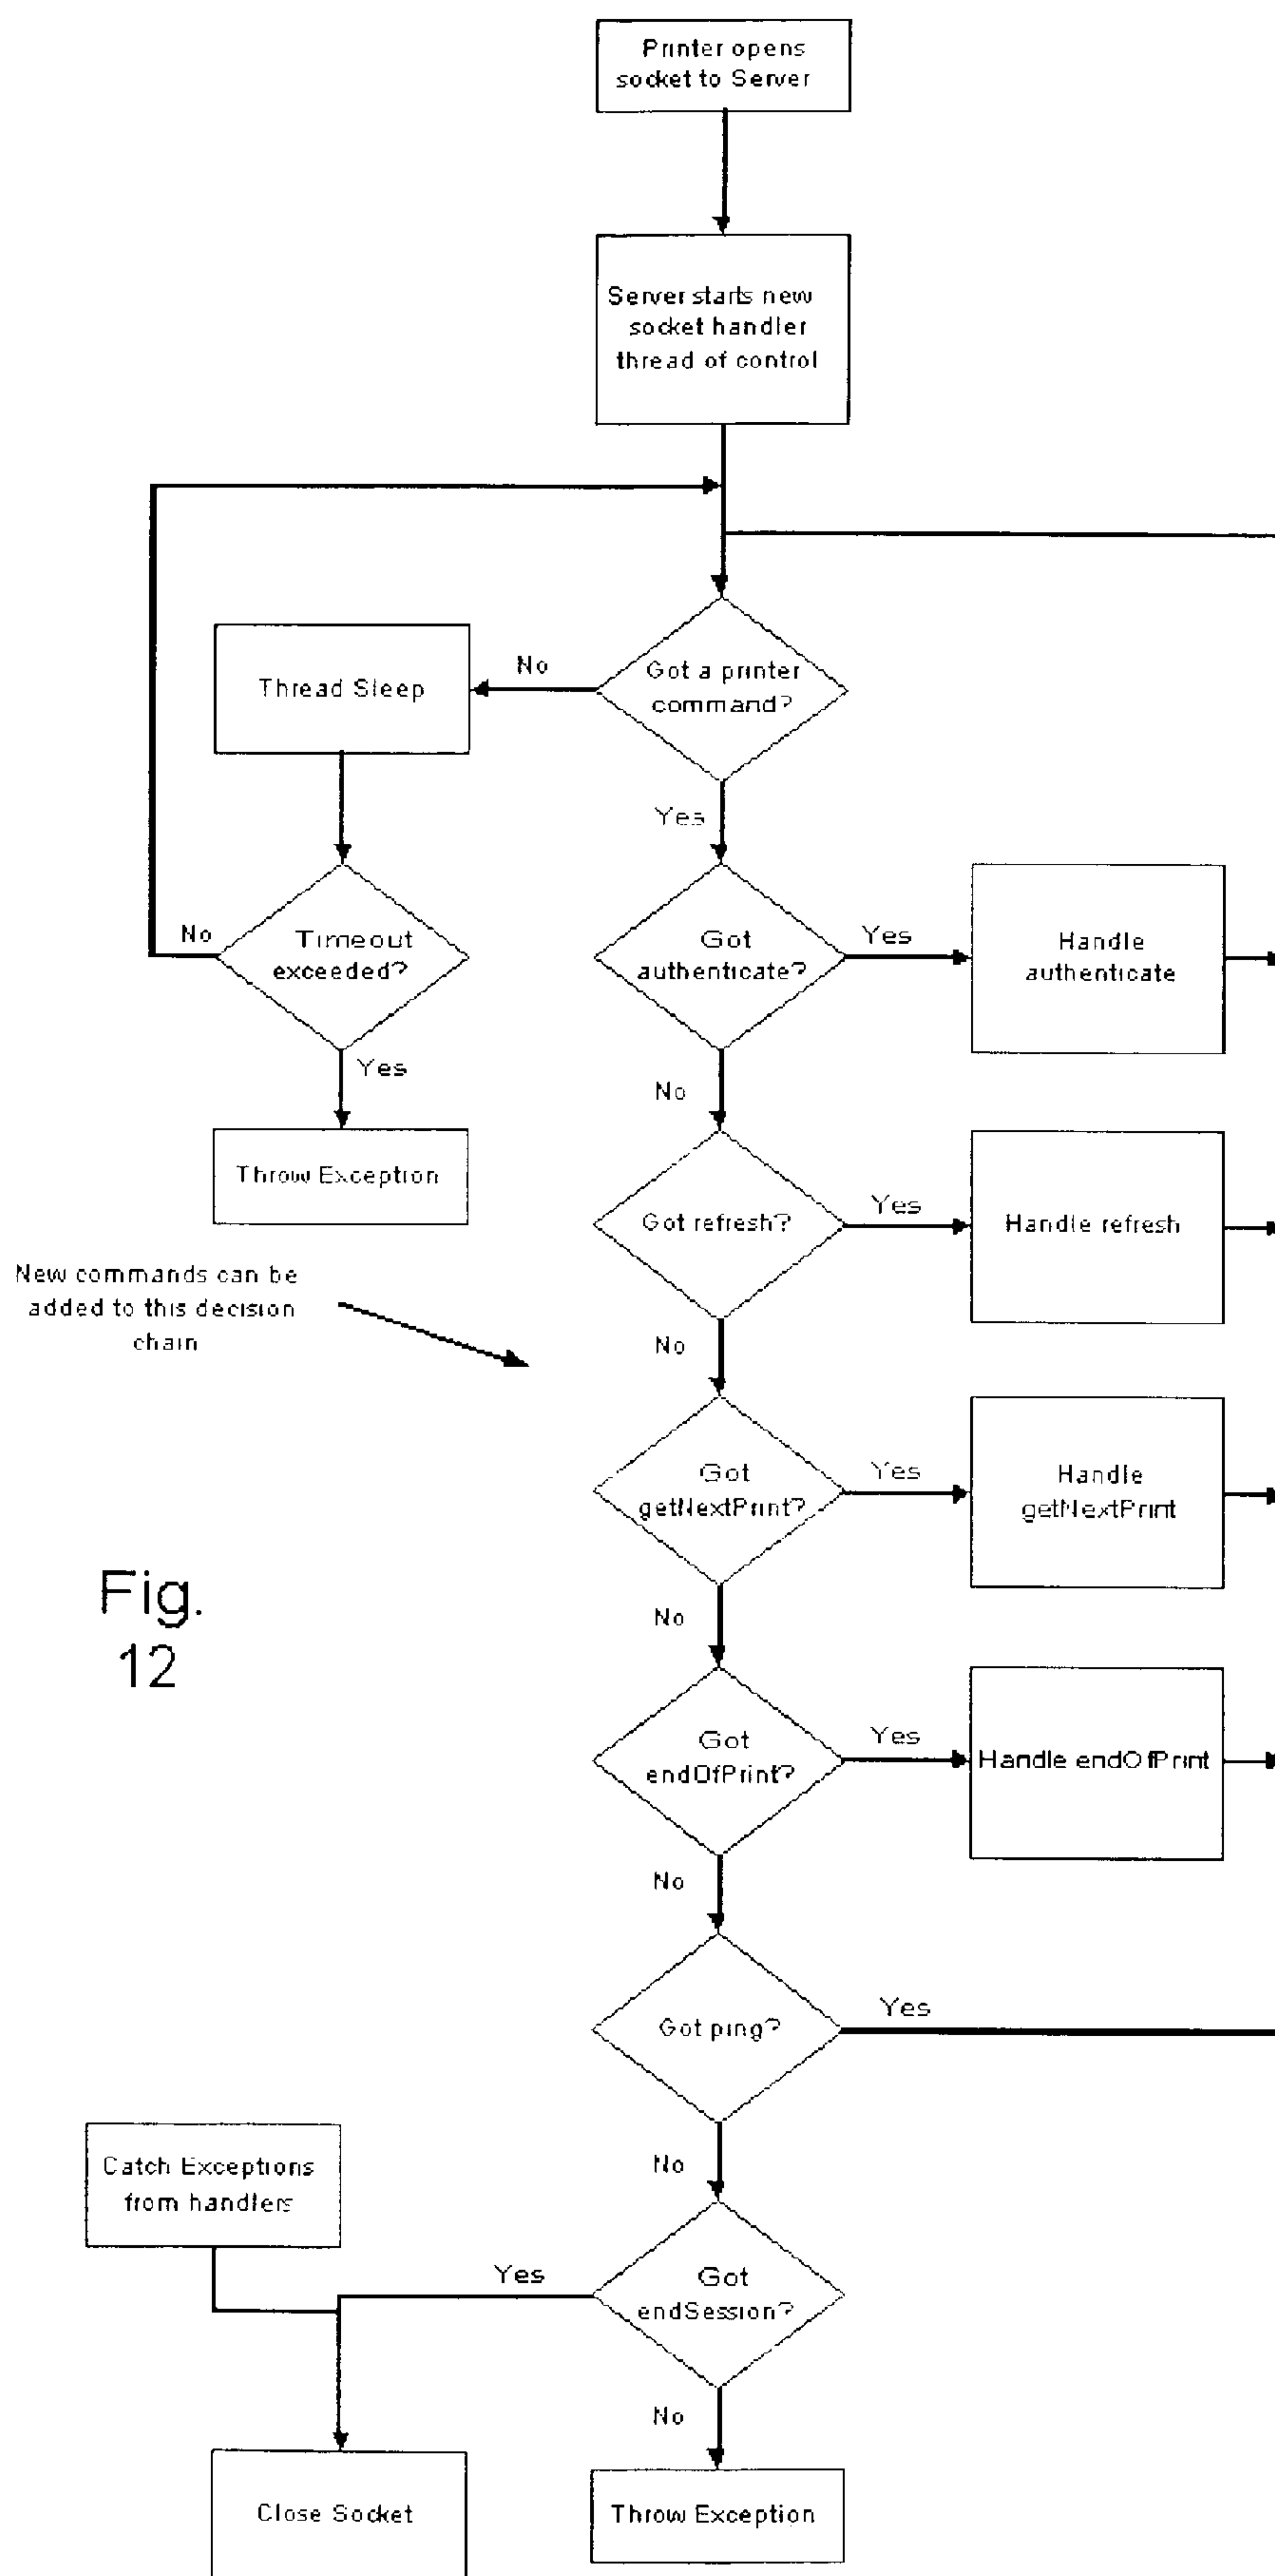 Printer opens
socket to Server
Server starts new
socket handler
thread of control
Got a printer
command?
No
Thread Sleep
Yes
Timeout
exceeded?
No
Yes
Throw Exception
Got
authenticate?
Yes
Handle
authenticate
No
Got refresh?
Yes
Handle refresh
New commands can be
added to this decision
chain
No
Got
getNextPrint?
Yes
Handle
getNextPrint
Fig.
12
No
Got
endOfPrint?
Yes
Handle endOfPrint
No
Got ping?
Yes
No
Catch Exceptions
from handlers
Got
endSession?
Yes
No
Close Socket
Throw Exception